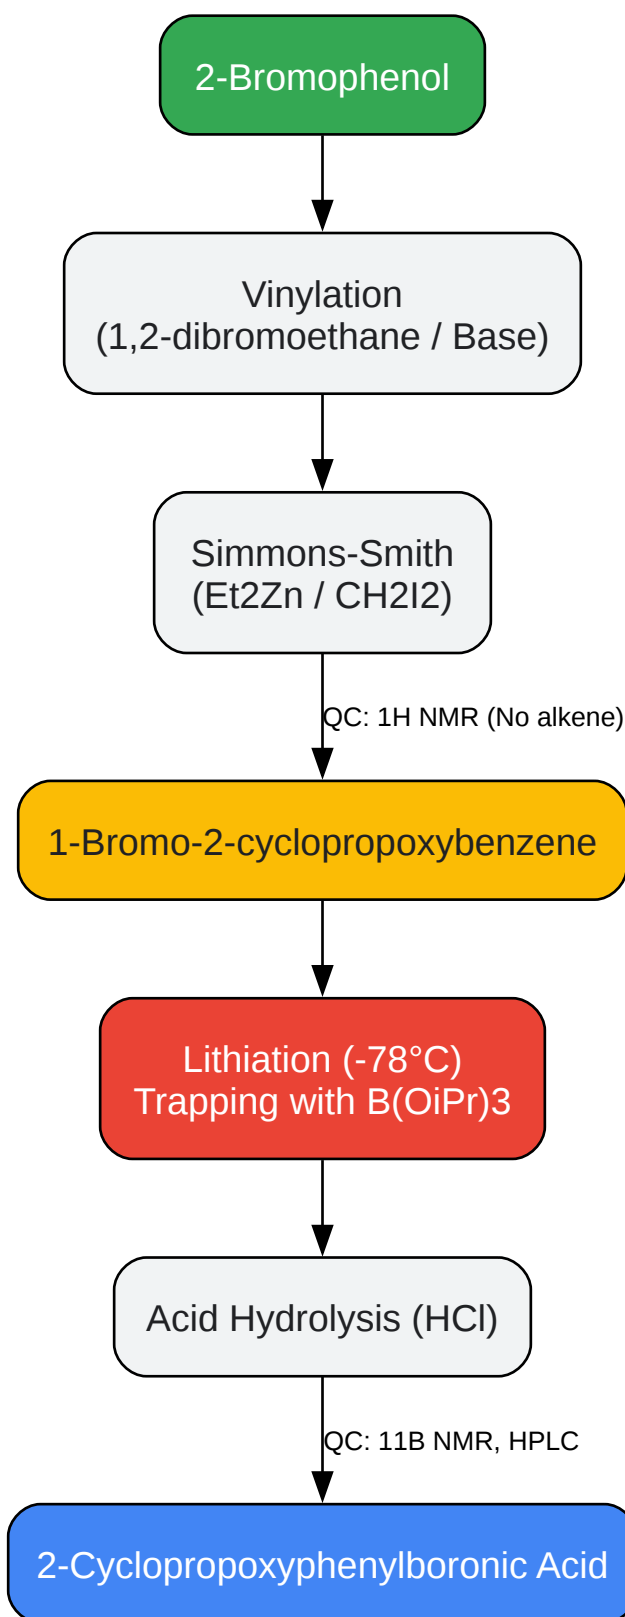 2-Bromophenol
Vinylation
(1,2-dibromoethane / Base)
Simmons-Smith
(Et2Zn / CH2I2)
QC: 1H NMR (No alkene)
1-Bromo-2-cyclopropoxybenzene
Lithiation (-78°C)
Trapping with B(OiPr)3
Acid Hydrolysis (HCl)
QC: 11B NMR, HPLC
2-Cyclopropoxyphenylboronic Acid